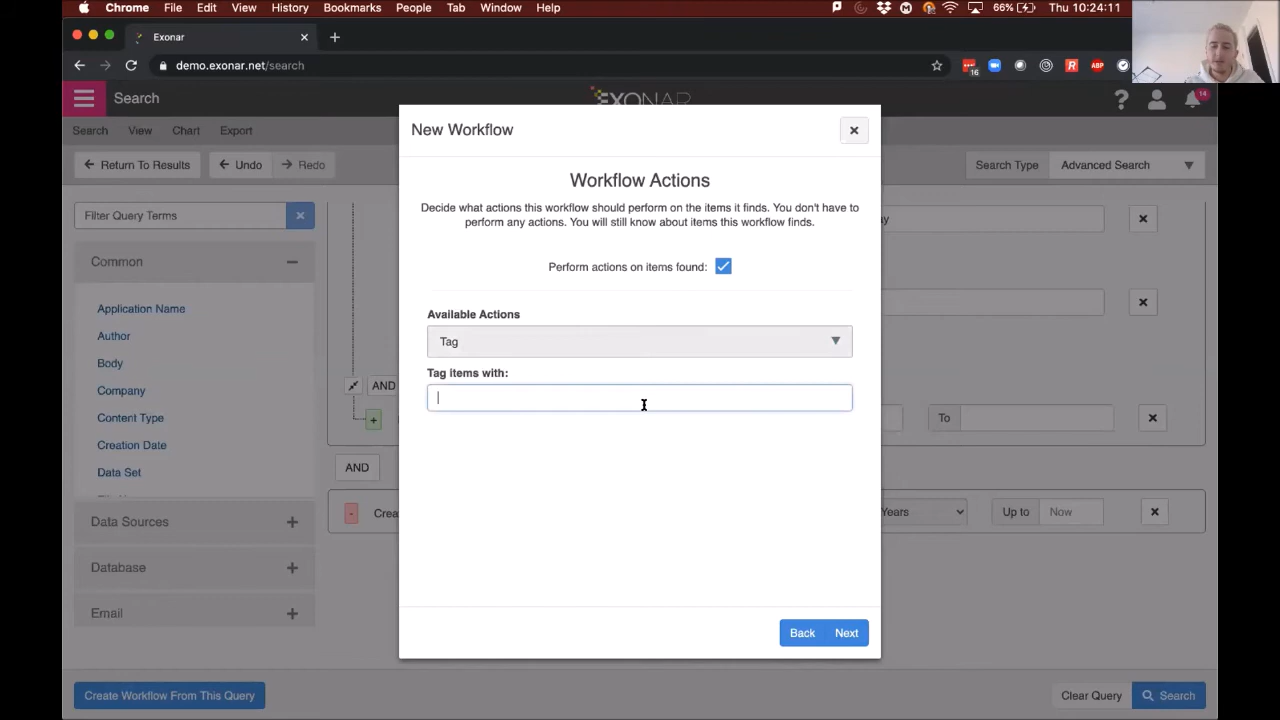 Chrome File Edit View History Bookmarks People Tab Window Help 66% Thu 10:24:11
Exonar
demo.exonar.net/search
16
Search EXONAR 14
Search View Chart Export
Return To Results Undo Redo Search Type Advanced Search
Filter Query Terms
Common
Application Name
Author
Body
Company
Content Type
Creation Date
Data Set
Data Sources
Database
Email
AND
To
AND
Years Up to Now
New Workflow
Workflow Actions
Decide what actions this workflow should perform on the items it finds. You don't have to
perform any actions. You will still know about items this workflow finds.
Perform actions on items found:
Available Actions
Tag
Tag items with:
Back Next
Create Workflow From This Query Clear Query Search